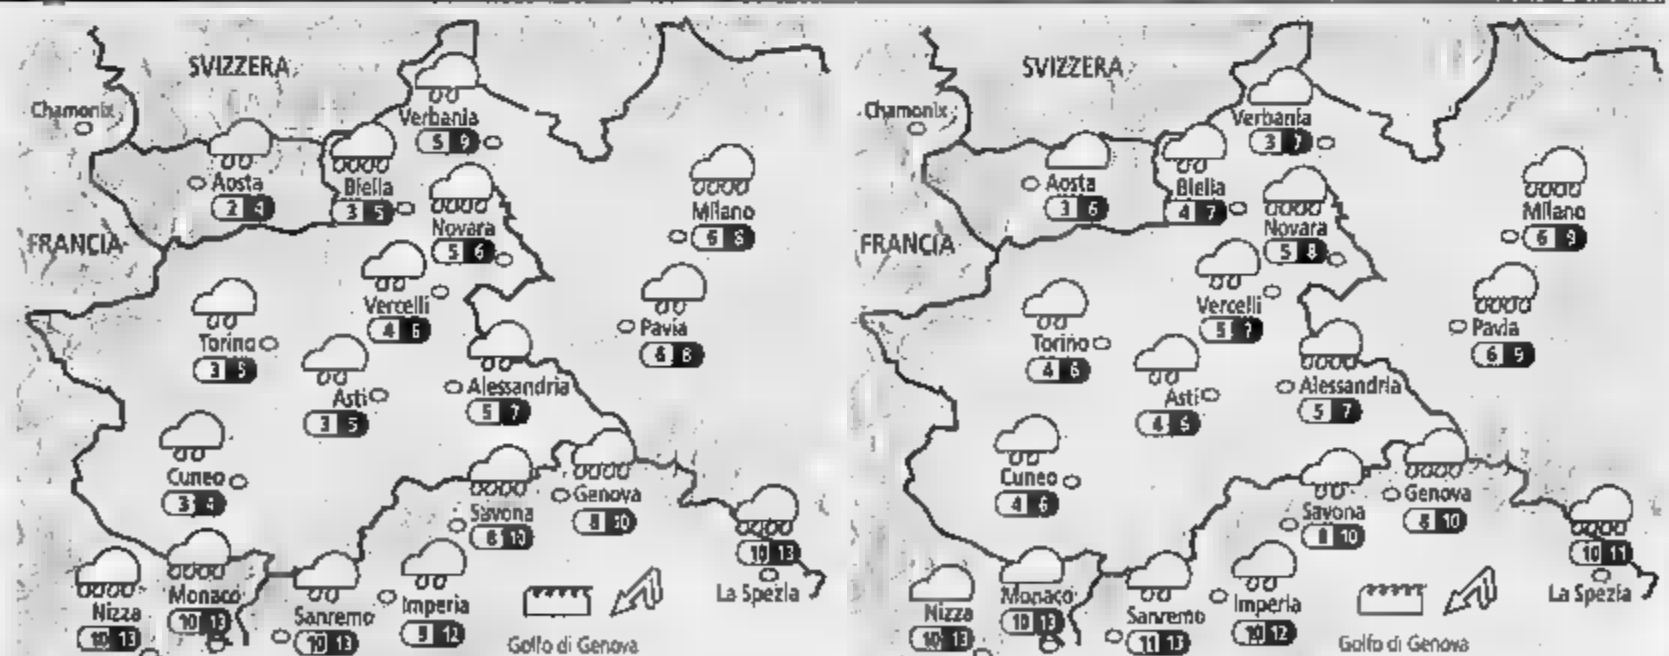 SVIZZERA
Chamonix
Verbania
5 9
Aosta
2 4
Biella
3 5
Milano
6 8
Novara
5 6
FRANCIA
Vercelli
4 6
Pavia
6 8
Torino
3 5
Alessandria
5 7
Asti
3 5
Cuneo
3 4
Genova
8 10
Savona
8 10
10 13
La Spezia
Monaco
10 13
Nizza
10 13
Sanremo
10 13
Imperia
9 12
Golfo di Genova
SVIZZERA
Chamonix
Verbania
3 7
Aosta
3 6
Biella
4 7
Milano
6 9
Novara
5 8
FRANCIA
Vercelli
5 7
Pavia
6 9
Torino
4 6
Alessandria
5 7
Asti
4 6
Cuneo
4 6
Genova
8 10
Savona
8 10
10 11
La Spezia
Monaco
10 13
Nizza
10 13
Sanremo
11 13
Imperia
10 12
Golfo di Genova